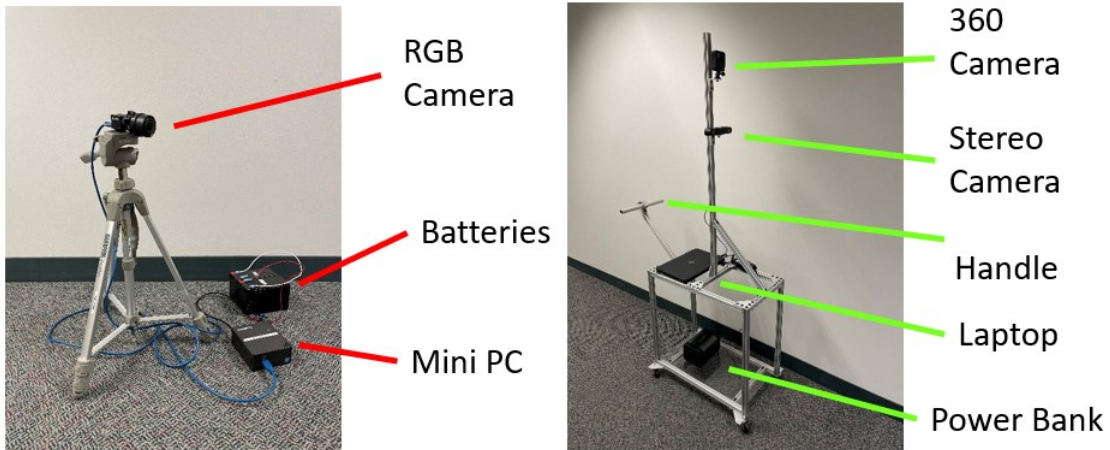 RGB
Camera
Batteries
Mini PC
360
Camera
Stereo
Camera
Handle
Laptop
Power Bank